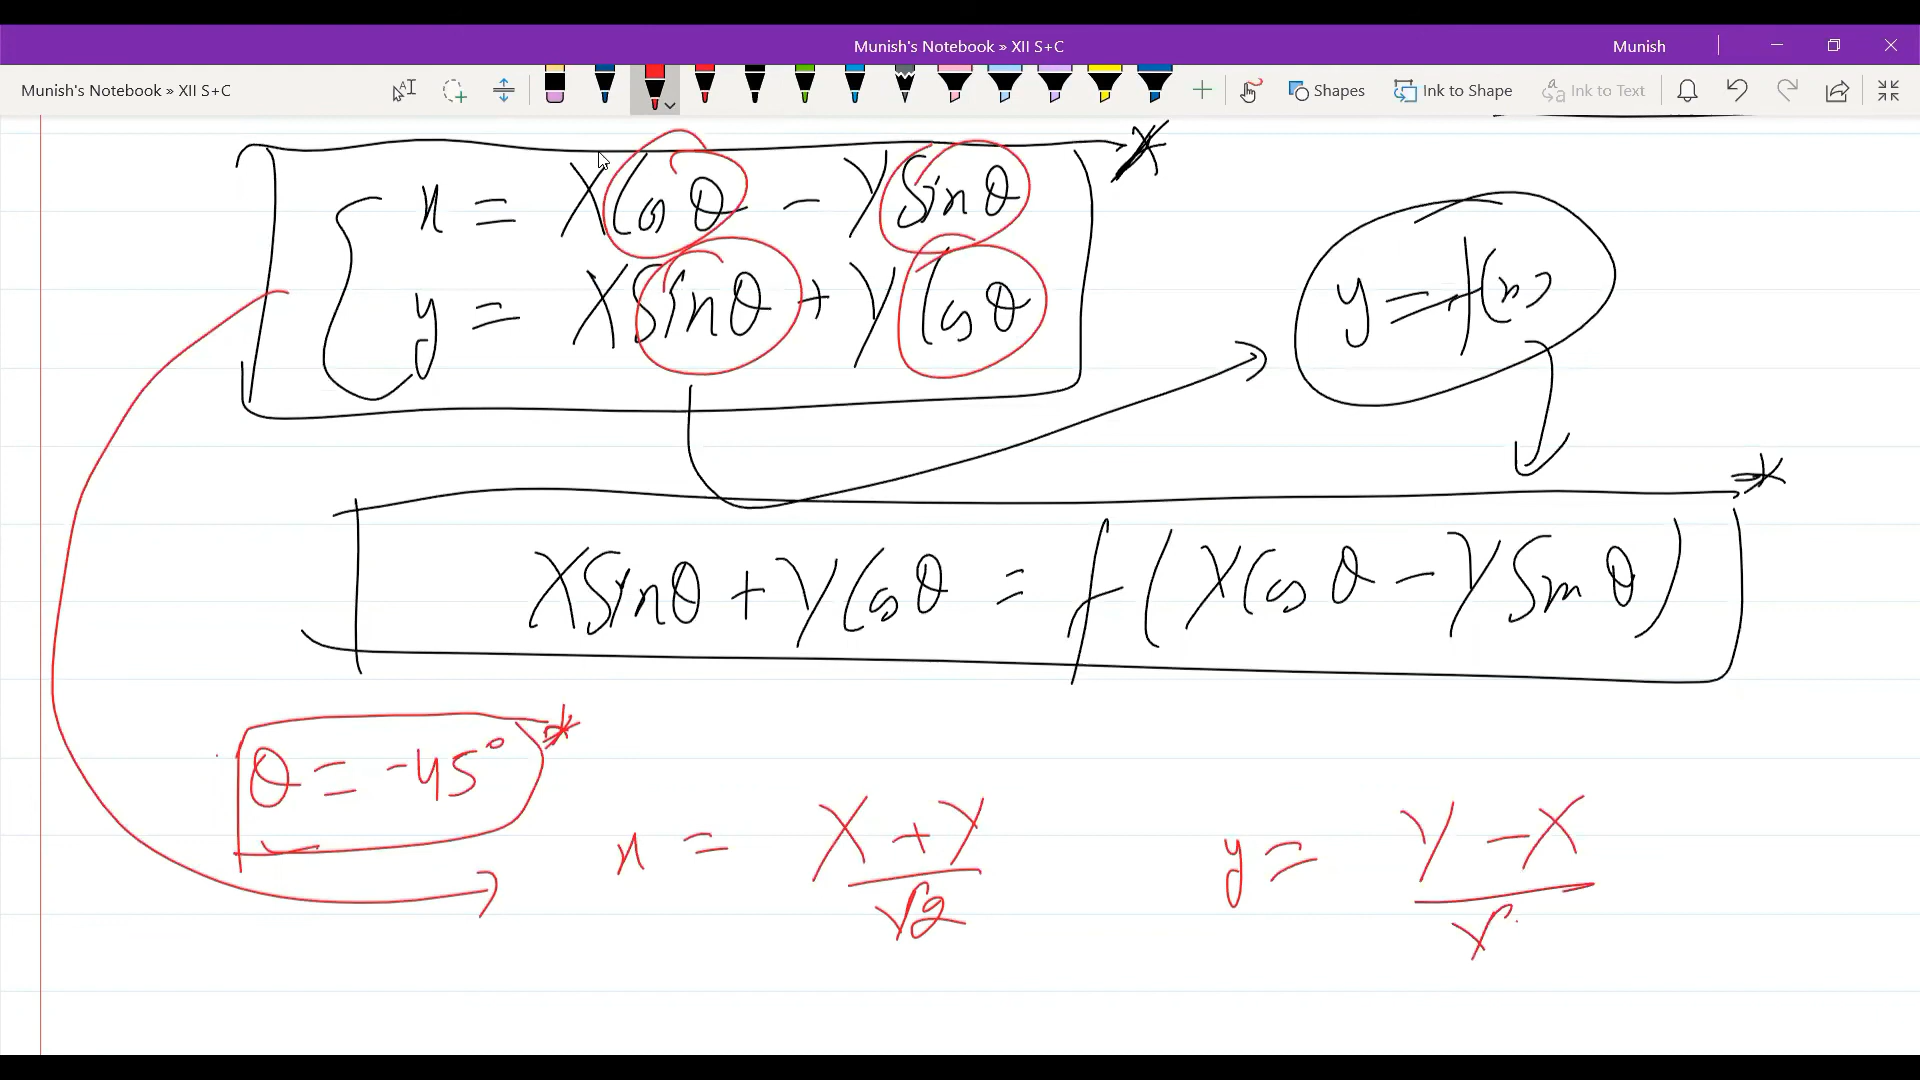 Munish's Notebook » XII S+C
Munish
Munish's Notebook » XII S+C
Shapes
Ink to Shape
Ink to Text
x = X Cos θ - Y Sin θ
y = X Sin θ + Y Cos θ
y = f(x)
X Sin θ + Y Cos θ = f(X Cos θ - Y Sin θ)
θ = -45°
x = (X + Y)/√2
y = (Y - X)/√